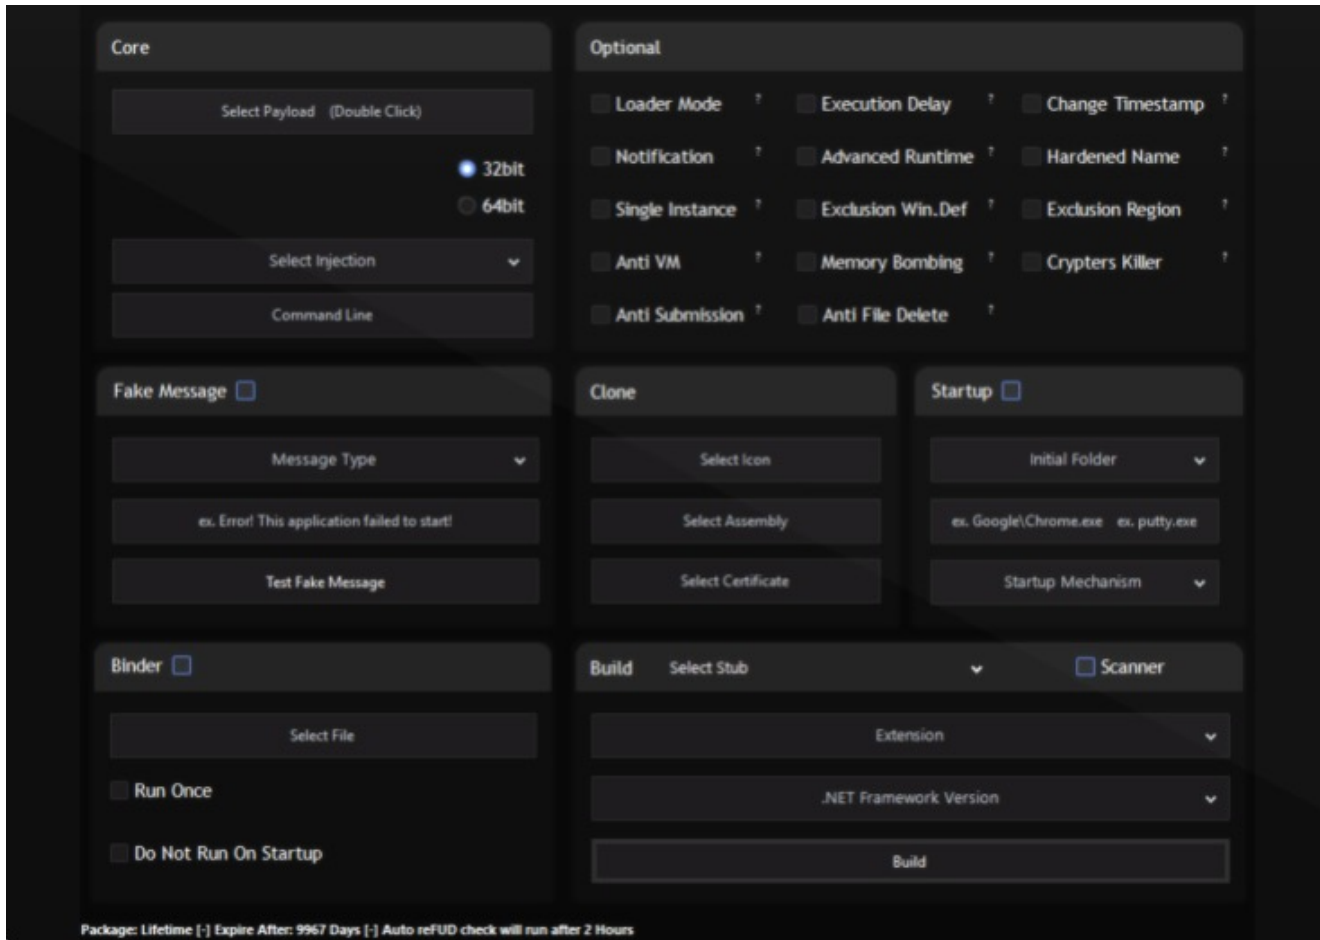 Core
Select Payload (Double Click)
32bit
64bit
Select Injection
Command Line
Optional
Loader Mode ? Execution Delay ? Change Timestamp ?
Notification ? Advanced Runtime ? Hardened Name ?
Single Instance ? Exclusion Win.Def ? Exclusion Region ?
Anti VM ? Memory Bombing ? Crypters Killer ?
Anti Submission ? Anti File Delete ?
Fake Message
Message Type
ex. Error! This application failed to start!
Test Fake Message
Clone
Select Icon
Select Assembly
Select Certificate
Startup
Initial Folder
ex. Google\Chrome.exe ex. putty.exe
Startup Mechanism
Binder
Select File
Run Once
Do Not Run On Startup
Build Select Stub Scanner
Extension
.NET Framework Version
Build
Package: Lifetime [-] Expire After: 9967 Days [-] Auto reFUD check will run after 2 Hours